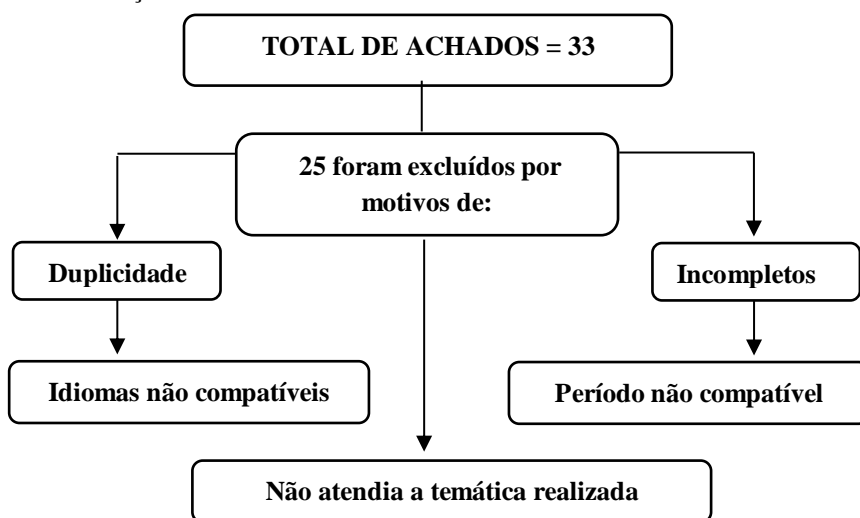 TOTAL DE ACHADOS = 33
25 foram excluídos por
motivos de:
Duplicidade
Incompletos
Idiomas não compatíveis
Período não compatível
Não atendia a temática realizada